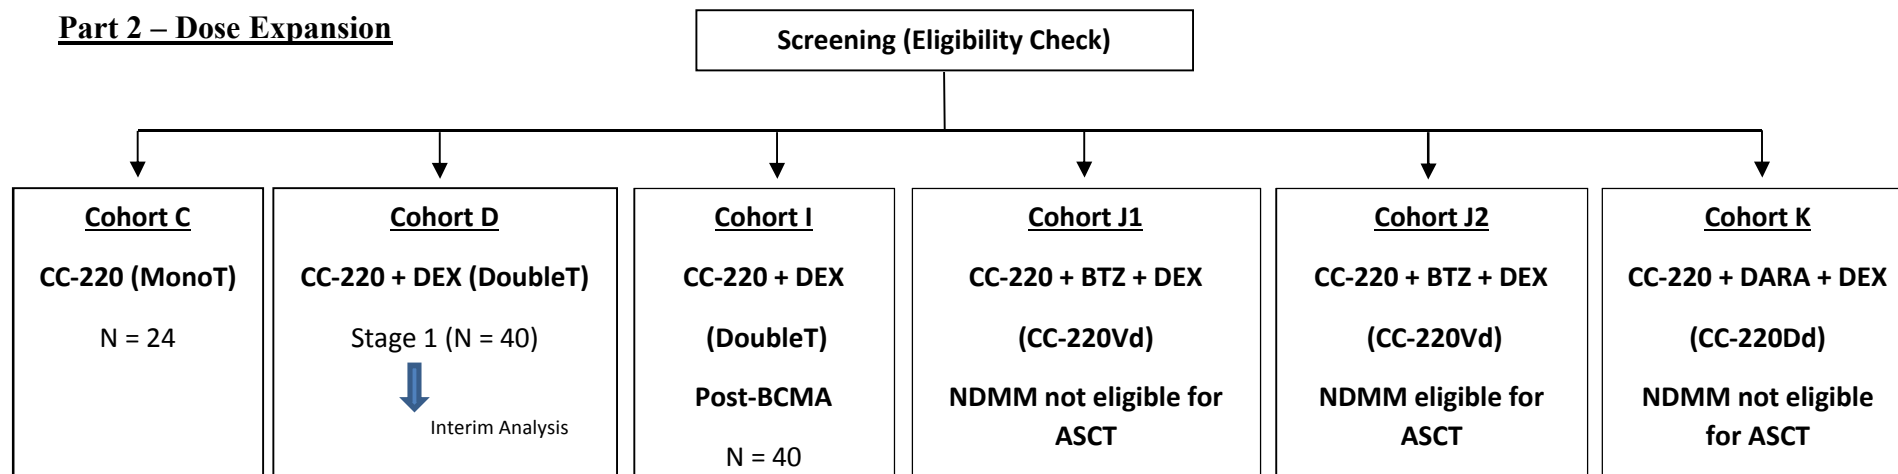 Part 2 – Dose Expansion
Screening (Eligibility Check)
Cohort C
CC-220 (MonoT)
N = 24
Cohort D
CC-220 + DEX (DoubleT)
Stage 1 (N = 40)
Interim Analysis
Cohort I
CC-220 + DEX
(DoubleT)
Post-BCMA
N = 40
Cohort J1
CC-220 + BTZ + DEX
(CC-220Vd)
NDMM not eligible for
ASCT
Cohort J2
CC-220 + BTZ + DEX
(CC-220Vd)
NDMM eligible for
ASCT
Cohort K
CC-220 + DARA + DEX
(CC-220Dd)
NDMM not eligible
for ASCT